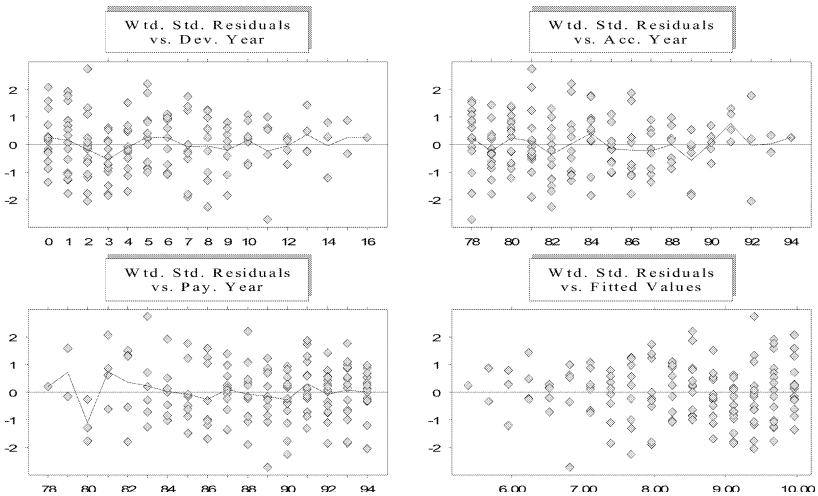 Wtd. Std. Residuals
vs. Dev. Year
2
1
0
-1
-2
0 1 2 3 4 5 6 7 8 9 10 12 14 16
Wtd. Std. Residuals
vs. Acc. Year
2
1
0
-1
-2
78 80 82 84 86 88 90 92 94
Wtd. Std. Residuals
vs. Pay. Year
2
1
0
-1
-2
78 80 82 84 86 88 90 92 94
Wtd. Std. Residuals
vs. Fitted Values
2
1
0
-1
-2
6.00 7.00 8.00 9.00 10.00